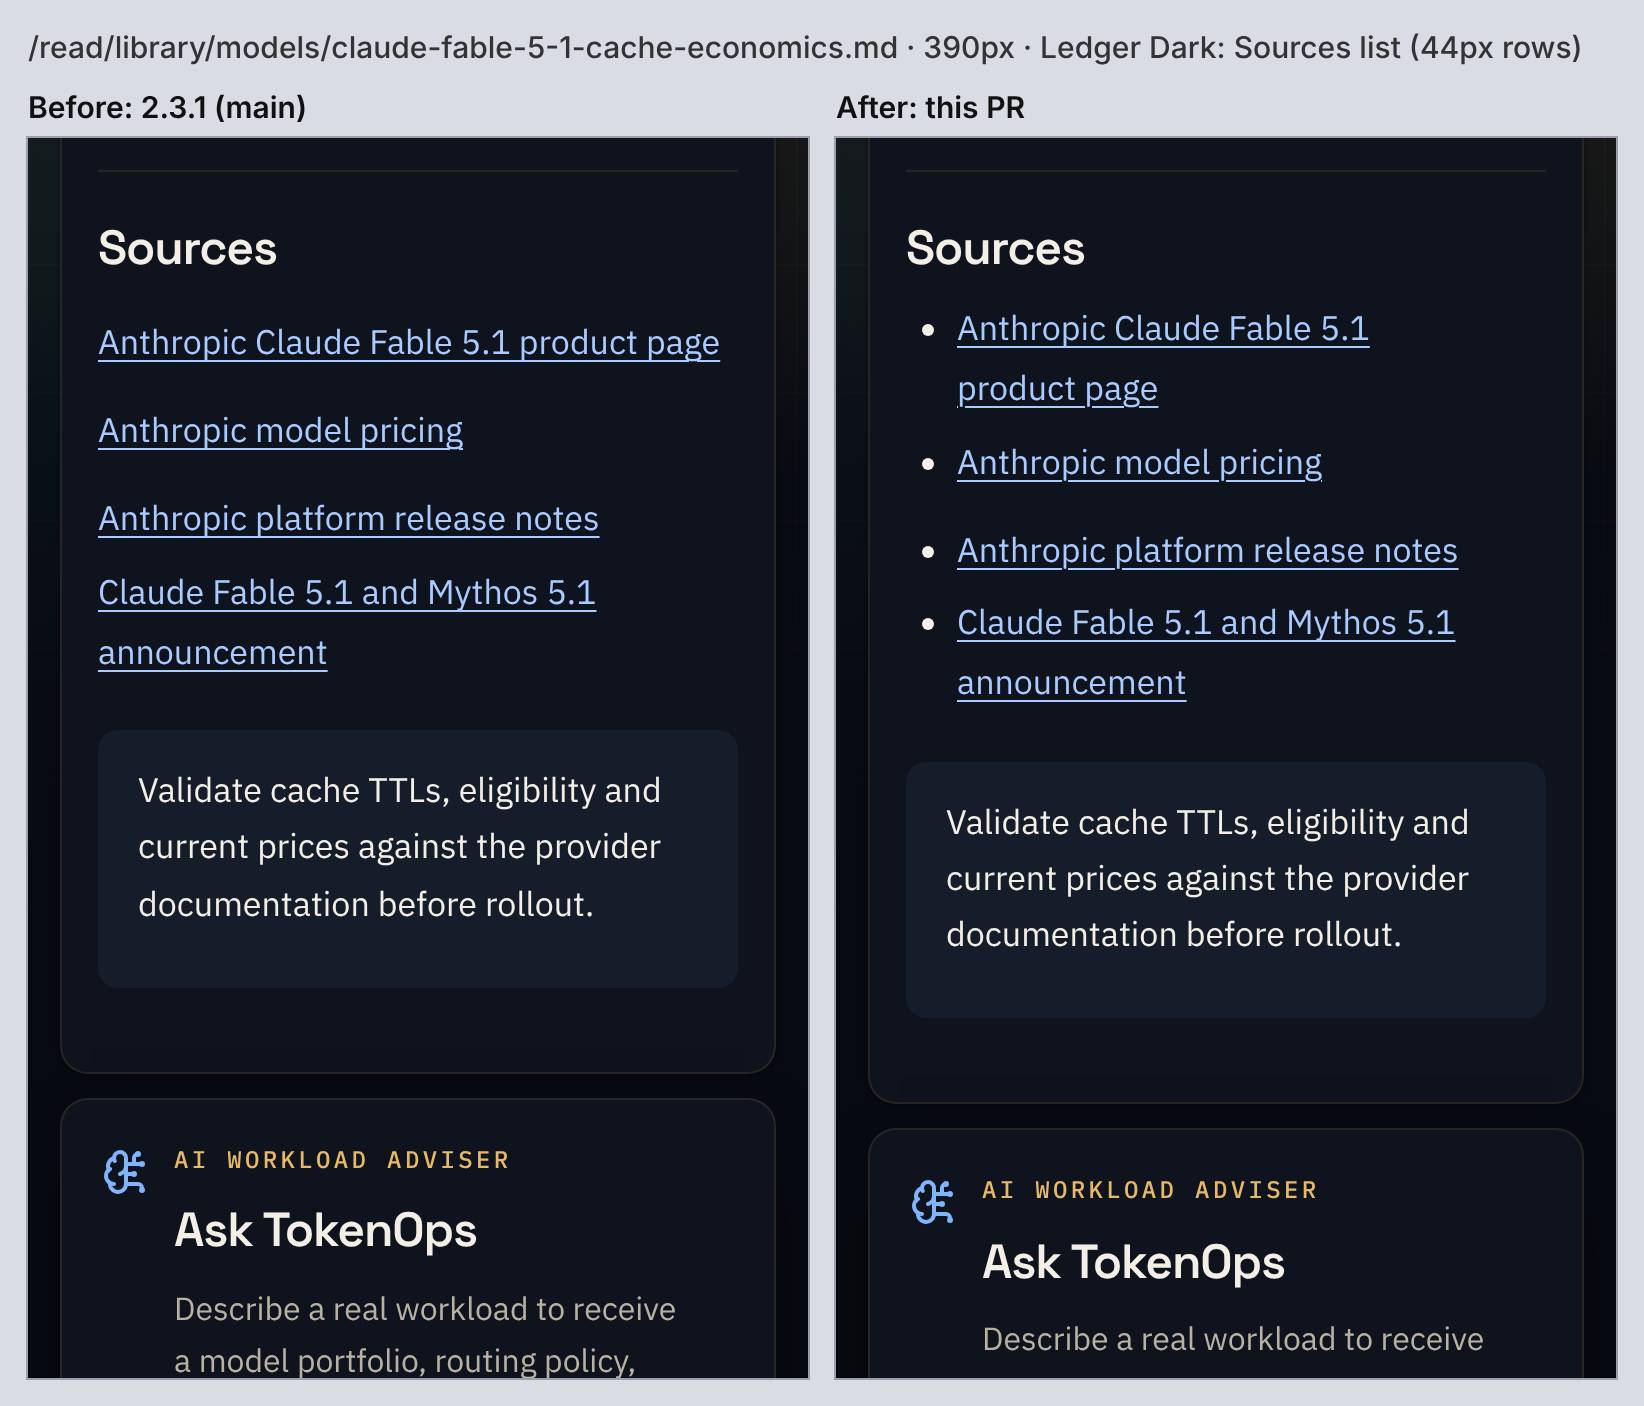 /read/library/models/claude-fable-5-1-cache-economics.md · 390px · Ledger Dark: Sources list (44px rows)
Before: 2.3.1 (main)
Sources
Anthropic Claude Fable 5.1 product page
Anthropic model pricing
Anthropic platform release notes
Claude Fable 5.1 and Mythos 5.1
announcement
Validate cache TTLs, eligibility and
current prices against the provider
documentation before rollout.
AI WORKLOAD ADVISER
Ask TokenOps
Describe a real workload to receive
a model portfolio, routing policy,
After: this PR
Sources
• Anthropic Claude Fable 5.1
product page
• Anthropic model pricing
• Anthropic platform release notes
• Claude Fable 5.1 and Mythos 5.1
announcement
Validate cache TTLs, eligibility and
current prices against the provider
documentation before rollout.
AI WORKLOAD ADVISER
Ask TokenOps
Describe a real workload to receive